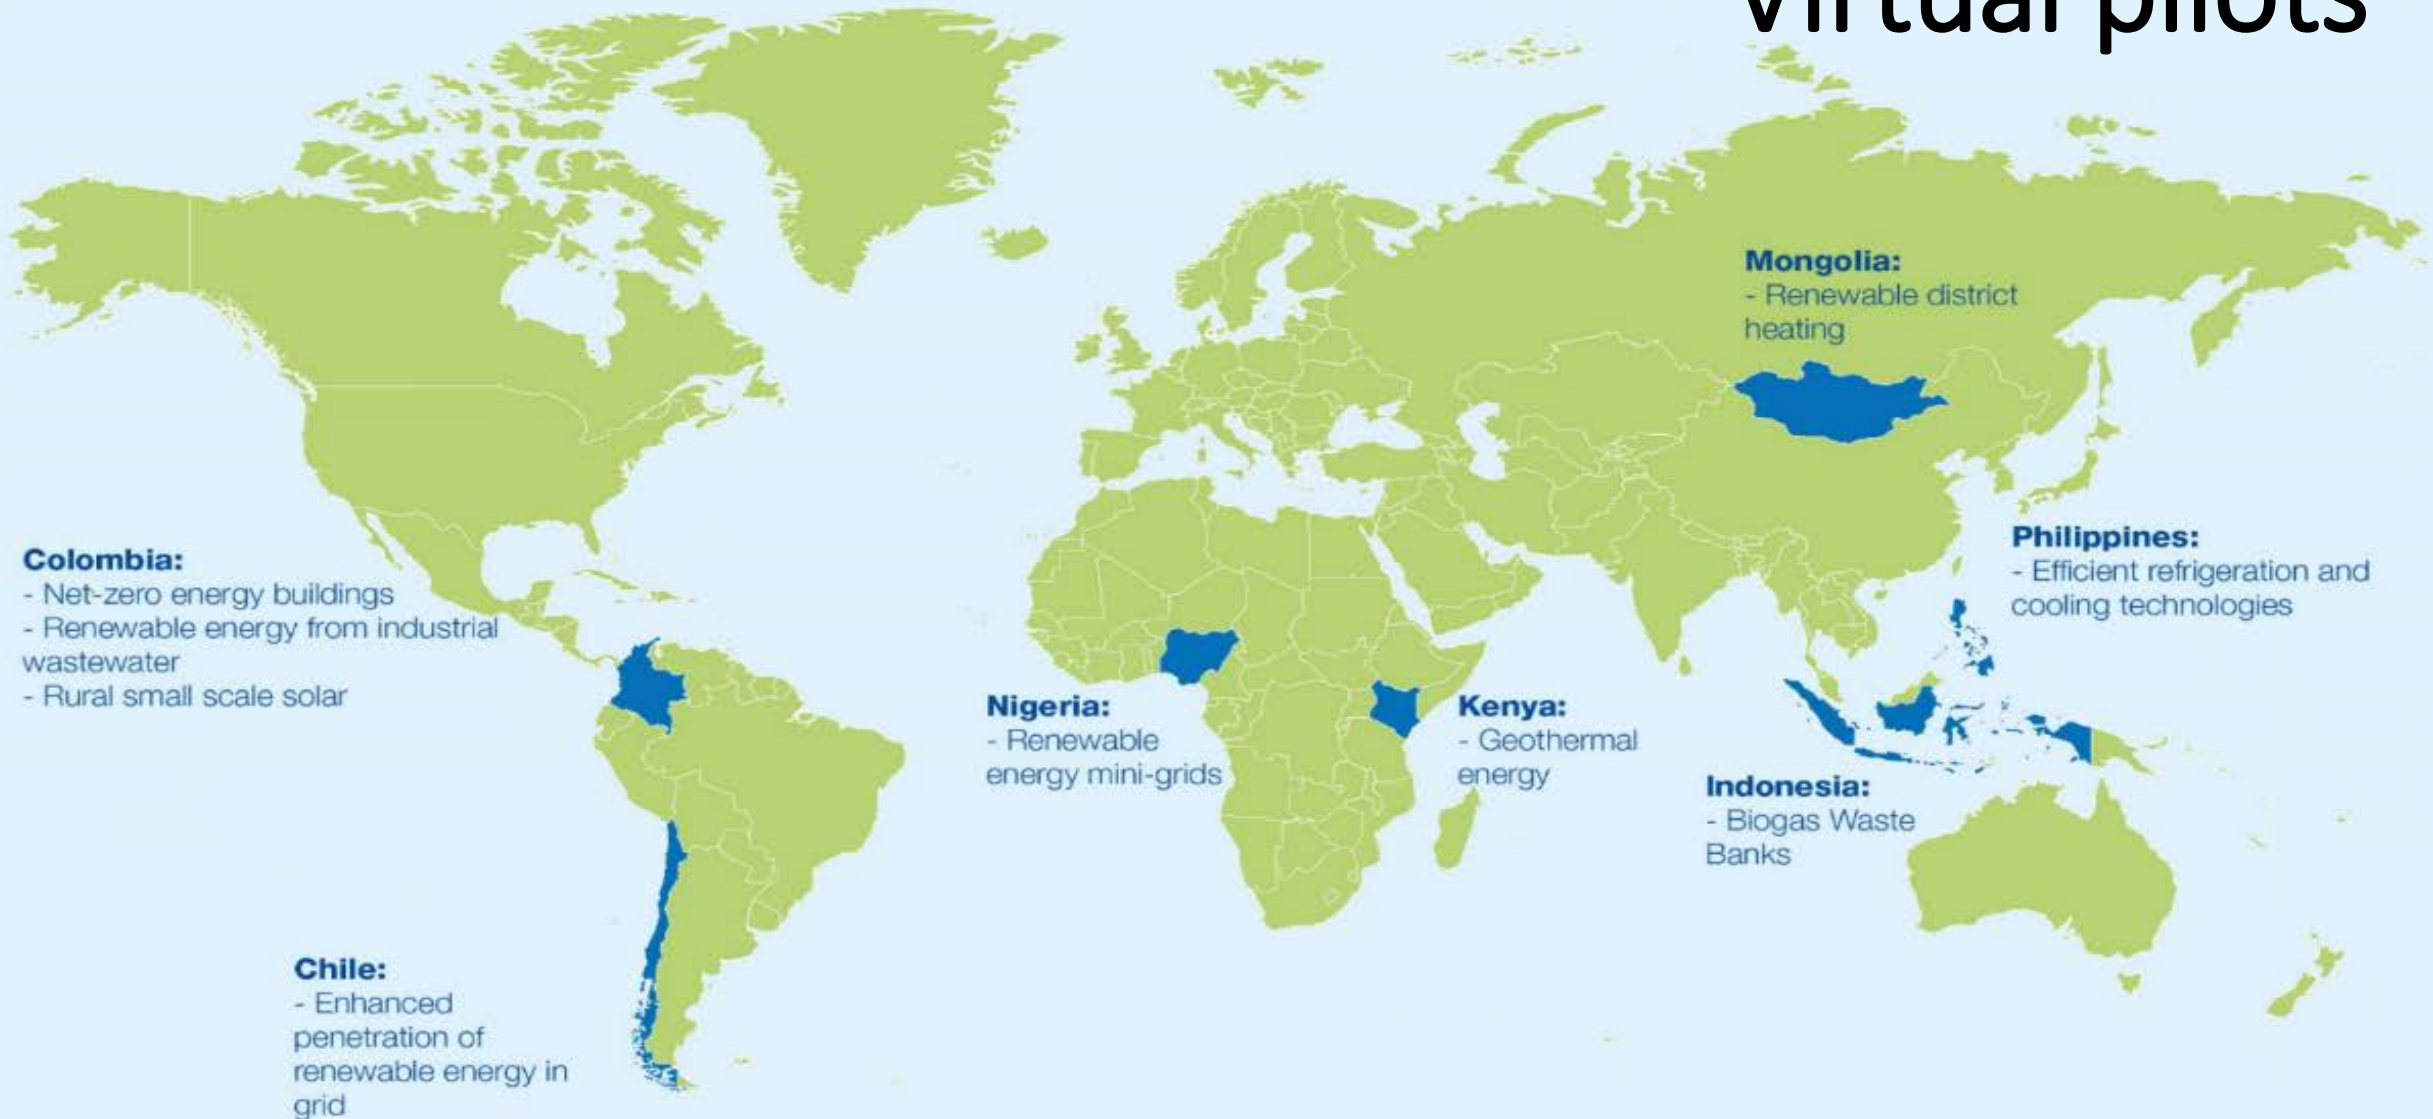 Virtual pilots
Mongolia:
- Renewable district
heating
Philippines:
- Efficient refrigeration and
cooling technologies
Colombia:
- Net-zero energy buildings
- Renewable energy from industrial
wastewater
- Rural small scale solar
Nigeria:
- Renewable
energy mini-grids
Kenya:
- Geothermal
energy
Indonesia:
- Biogas Waste
Banks
Chile:
- Enhanced
penetration of
renewable energy in
grid